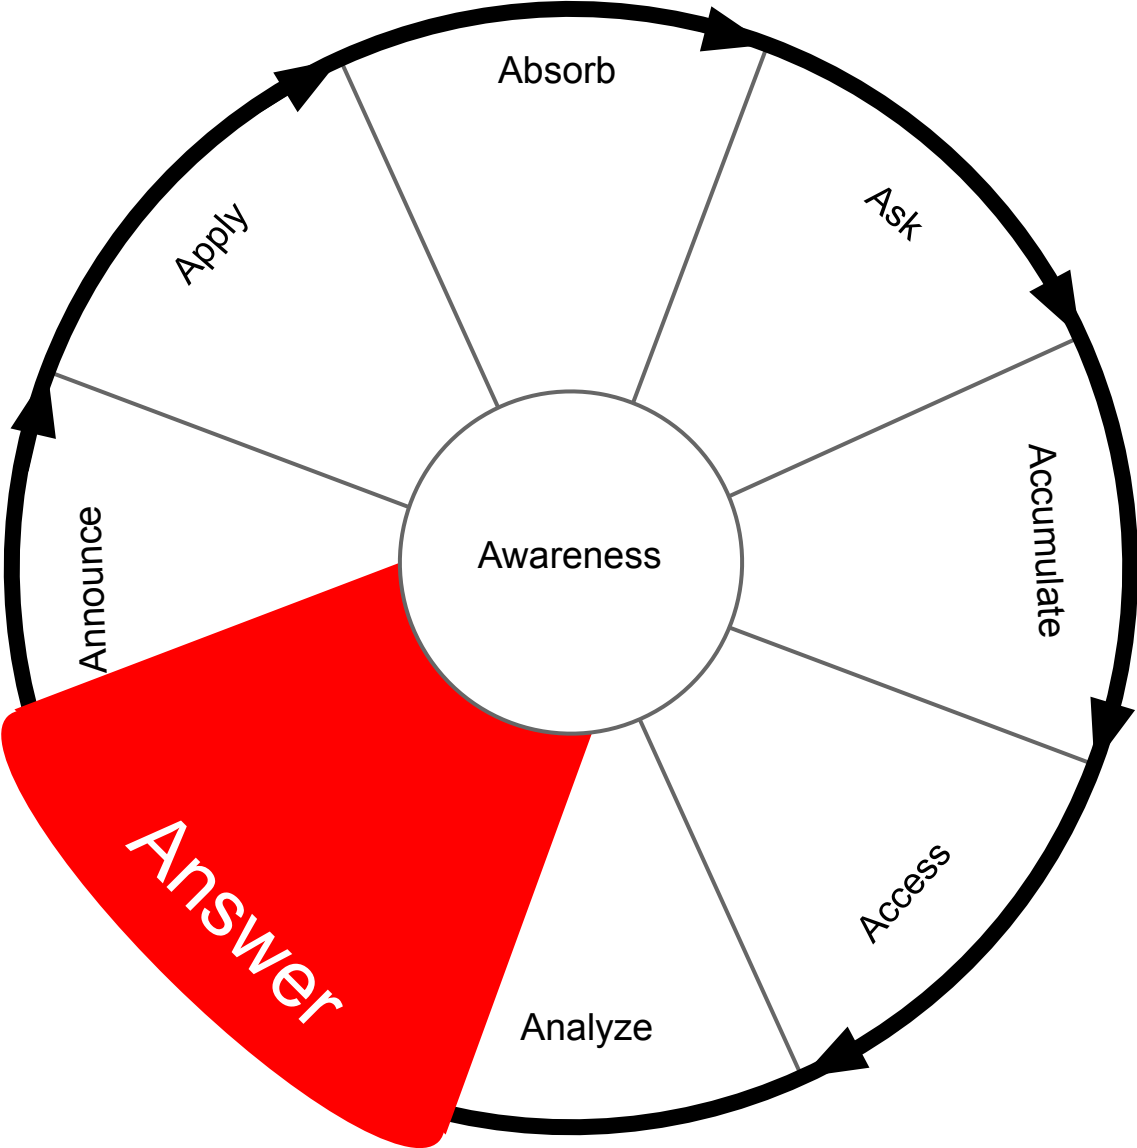 Absorb
Ask
Accumulate
Access
Analyze
Answer
Announce
Apply
Awareness